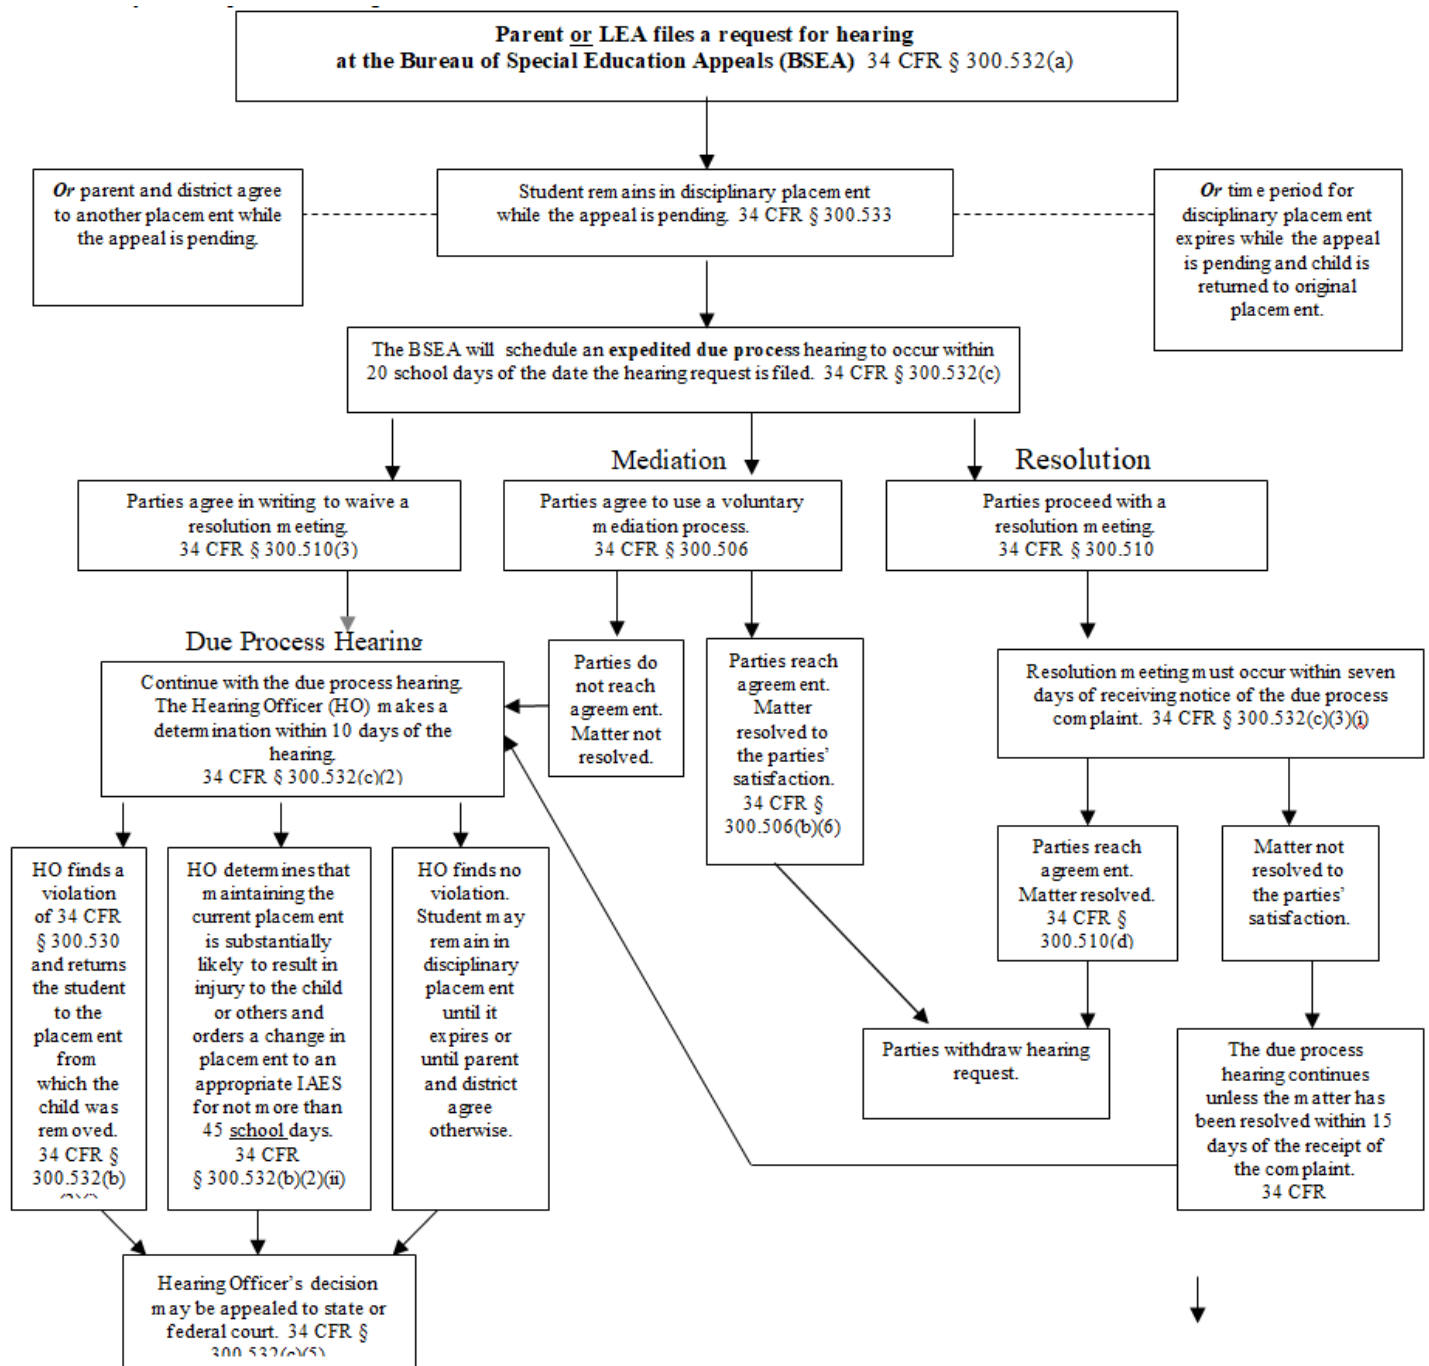 Parent or LEA files a request for hearing
at the Bureau of Special Education Appeals (BSEA) 34 CFR § 300.532(a)
Or parent and district agree
to another placement while
the appeal is pending.
Student remains in disciplinary placement
while the appeal is pending. 34 CFR § 300.533
Or time period for
disciplinary placement
expires while the appeal
is pending and child is
returned to original
placement.
The BSEA will schedule an expedited due process hearing to occur within
20 school days of the date the hearing request is filed. 34 CFR § 300.532(c)
Mediation
Resolution
Parties agree in writing to waive a
resolution meeting.
34 CFR § 300.510(3)
Parties agree to use a voluntary
mediation process.
34 CFR § 300.506
Parties proceed with a
resolution meeting.
34 CFR § 300.510
Due Process Hearing
Continue with the due process hearing.
The Hearing Officer (HO) makes a
determination within 10 days of the
hearing.
34 CFR § 300.532(c)(2)
Parties do
not reach
agreement.
Matter not
resolved.
Parties reach
agreement.
Matter
resolved to
the parties’
satisfaction.
34 CFR §
300.506(b)(6)
Resolution meeting must occur within seven
days of receiving notice of the due process
complaint. 34 CFR § 300.532(c)(3)(i)
Parties reach
agreement.
Matter resolved.
34 CFR §
300.510(d)
Matter not
resolved to
the parties’
satisfaction.
HO finds a
violation
of 34 CFR
§ 300.530
and returns
the student
to the
placement
from
which the
child was
removed.
34 CFR §
300.532(b)
HO determines that
maintaining the
current placement
is substantially
likely to result in
injury to the child
or others and
orders a change in
placement to an
appropriate IAES
for not more than
45 school days.
34 CFR
§ 300.532(b)(2)(ii)
HO finds no
violation.
Student may
remain in
disciplinary
placement
until it
expires or
until parent
and district
agree
otherwise.
Parties withdraw hearing
request.
The due process
hearing continues
unless the matter has
been resolved within 15
days of the receipt of
the complaint.
34 CFR
Hearing Officer’s decision
may be appealed to state or
federal court. 34 CFR §
300.532(c)(5)